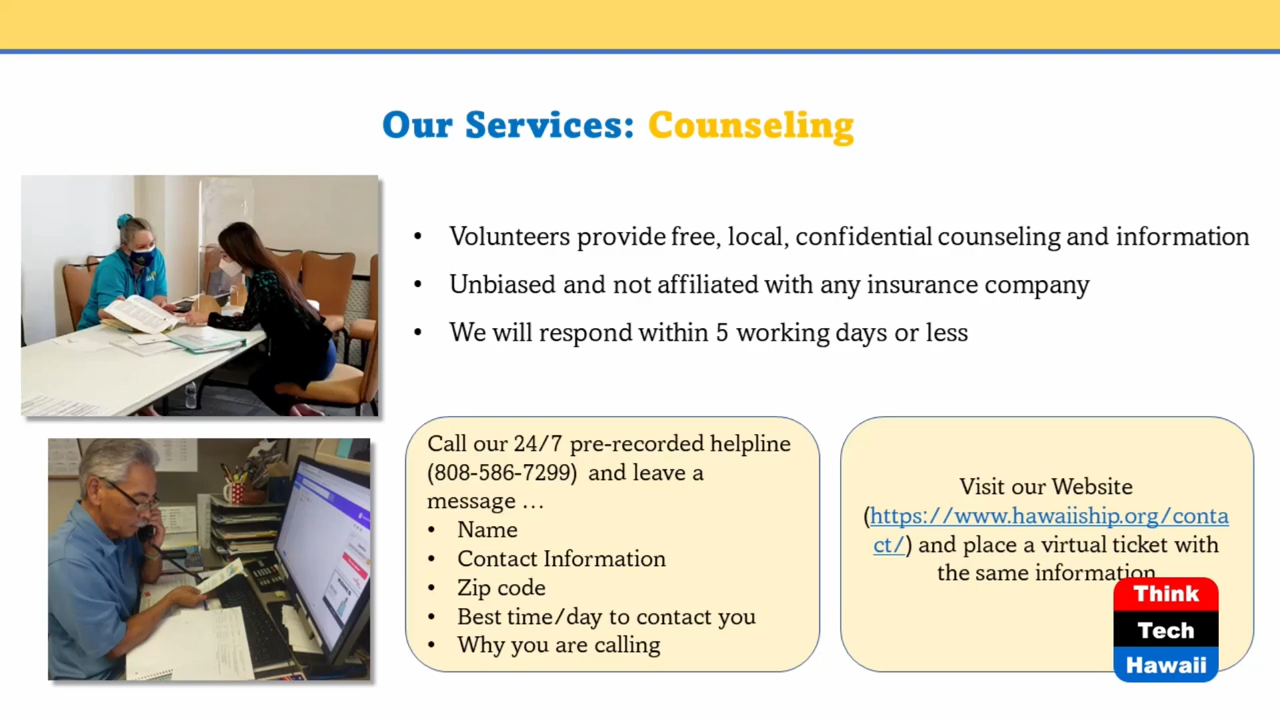 Our Services: Counseling
• Volunteers provide free, local, confidential counseling and information
• Unbiased and not affiliated with any insurance company
• We will respond within 5 working days or less
Call our 24/7 pre-recorded helpline
(808-586-7299) and leave a
message …
• Name
• Contact Information
• Zip code
• Best time/day to contact you
• Why you are calling
Visit our Website
(https://www.hawaiiship.org/conta
ct/) and place a virtual ticket with
the same information
Think
Tech
Hawaii